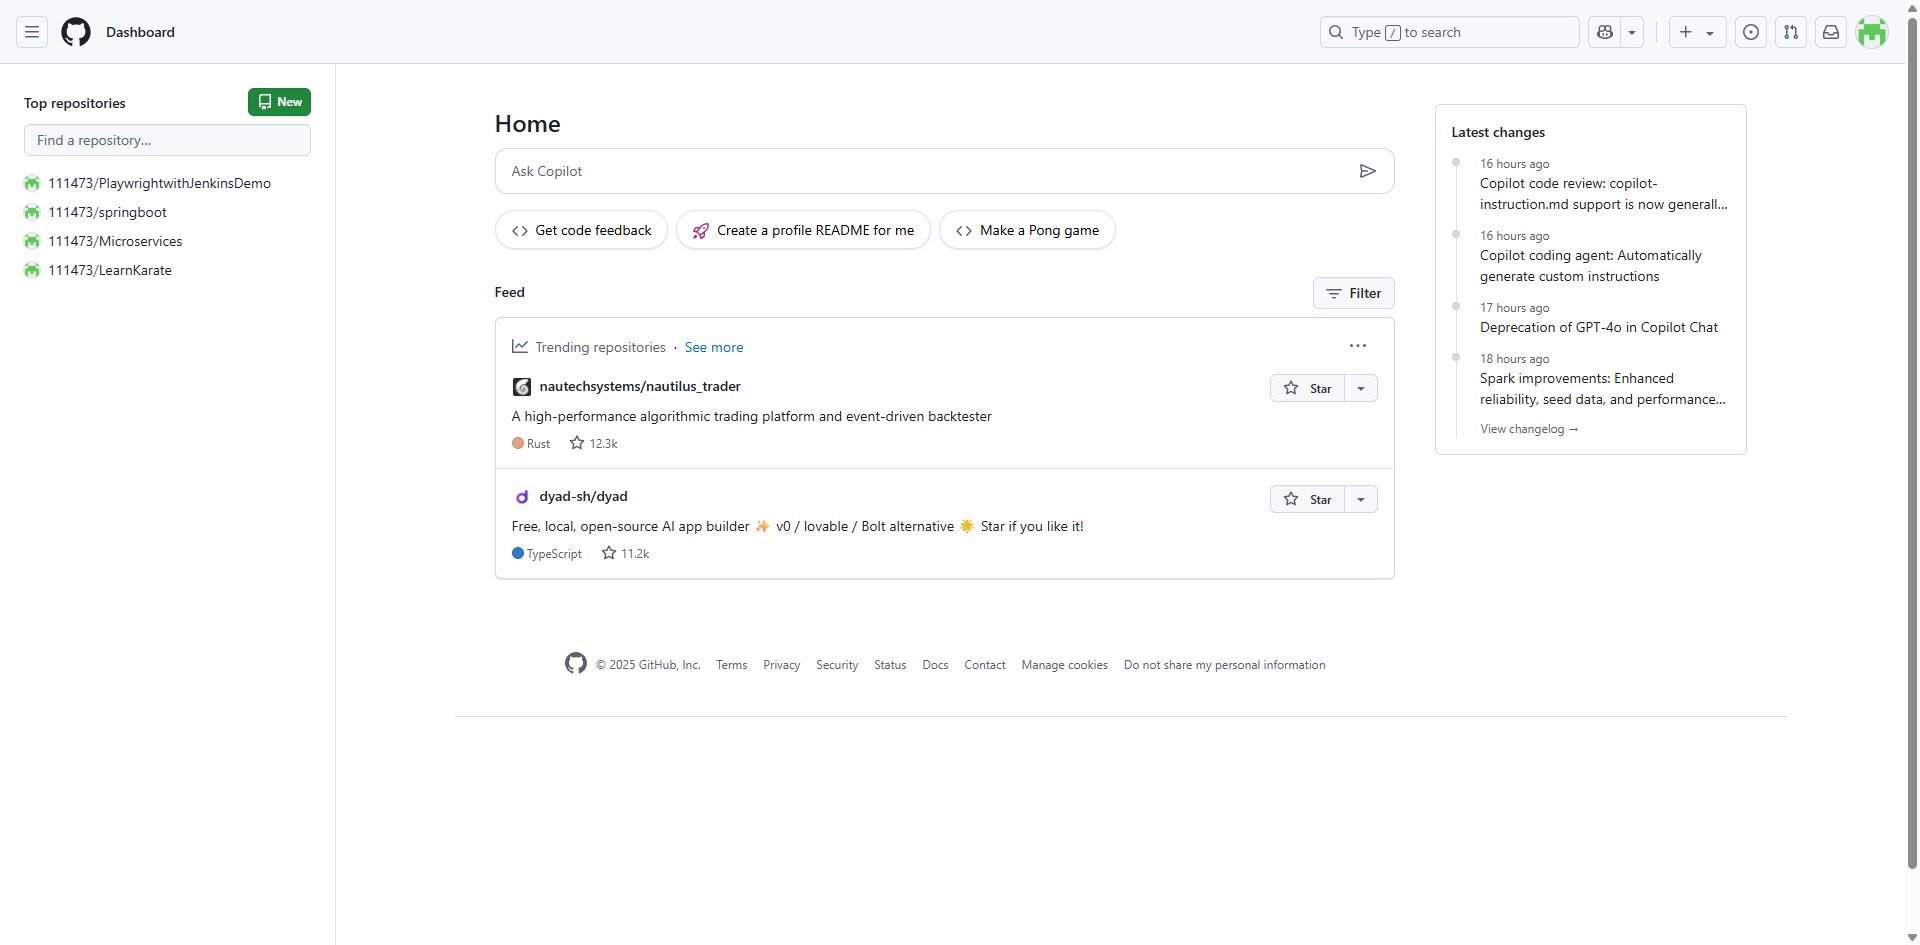 Dashboard
Type / to search
Top repositories
New
Find a repository...
111473/PlaywrightwithJenkinsDemo
111473/springboot
111473/Microservices
111473/LearnKarate
Home
Ask Copilot
Get code feedback
Create a profile README for me
Make a Pong game
Feed
Filter
Trending repositories · See more
nautechsystems/nautilus_trader
Star
A high-performance algorithmic trading platform and event-driven backtester
Rust 12.3k
dyad-sh/dyad
Star
Free, local, open-source AI app builder ✨ v0 / lovable / Bolt alternative 🌟 Star if you like it!
TypeScript 11.2k
Latest changes
16 hours ago
Copilot code review: copilot-
instruction.md support is now generall...
16 hours ago
Copilot coding agent: Automatically
generate custom instructions
17 hours ago
Deprecation of GPT-4o in Copilot Chat
18 hours ago
Spark improvements: Enhanced
reliability, seed data, and performance...
View changelog →
© 2025 GitHub, Inc. Terms Privacy Security Status Docs Contact Manage cookies Do not share my personal information